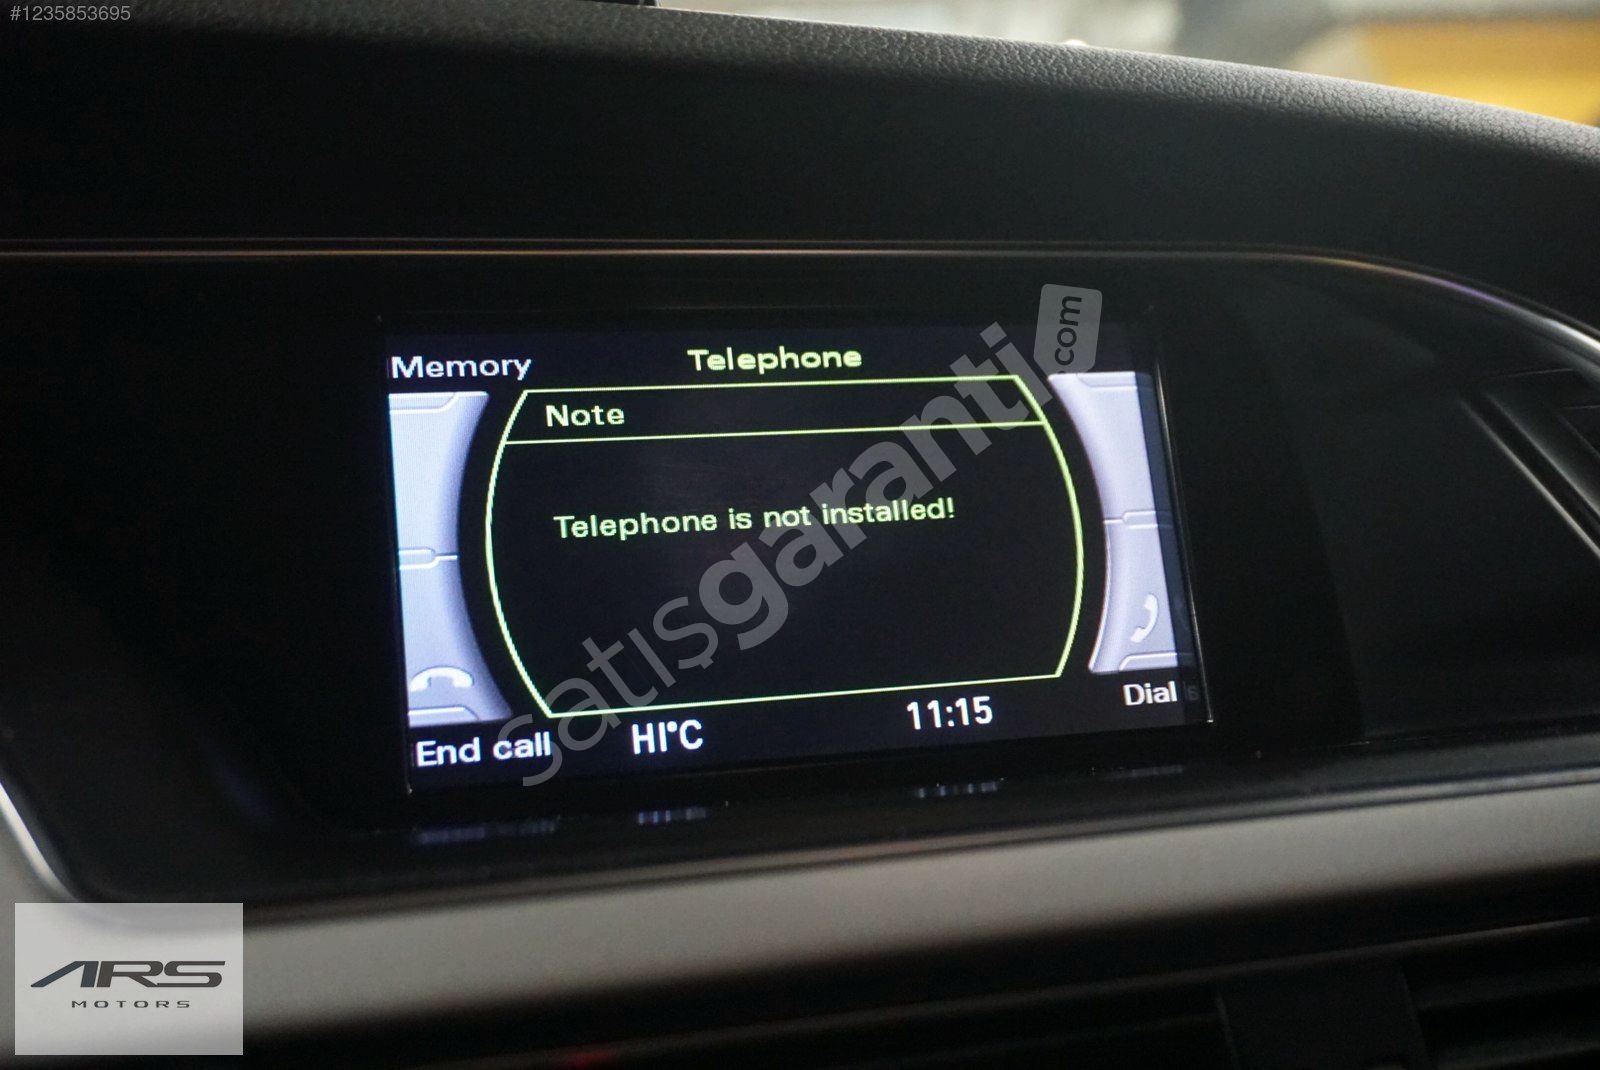 #1235853695
Memory
Telephone
Note
Telephone is not installed!
End call
HI°C
11:15
Dial
satışgaranti.com
ARS
MOTORS